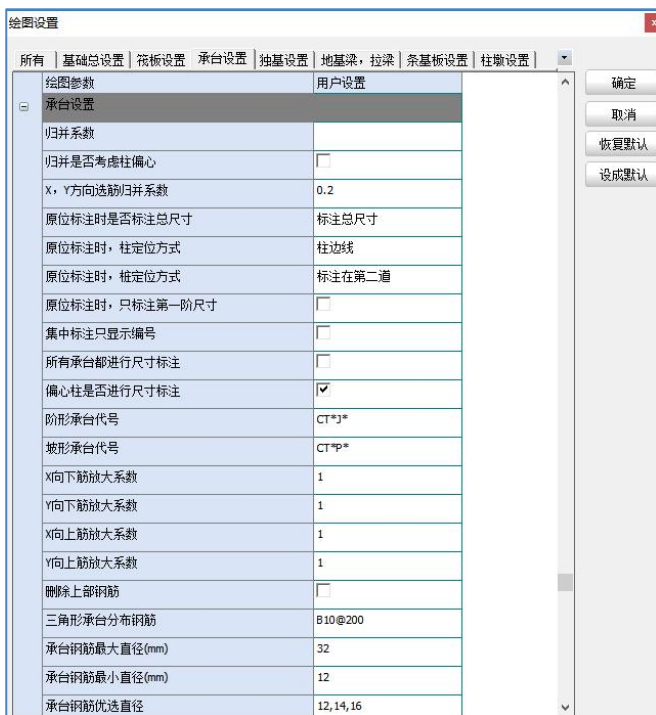 绘图设置
所有 基础总设置 筏板设置 承台设置 独基设置 地基梁，拉梁 条基板设置 柱墩设置
绘图参数 用户设置
承台设置
归并系数
归并是否考虑柱偏心
X，Y方向选筋归并系数 0.2
原位标注时是否标注总尺寸 标注总尺寸
原位标注时，柱定位方式 柱边线
原位标注时，桩定位方式 标注在第二道
原位标注时，只标注第一阶尺寸
集中标注只显示编号
所有承台都进行尺寸标注
偏心柱是否进行尺寸标注
阶形承台代号 CT*J*
坡形承台代号 CT*P*
X向下筋放大系数 1
Y向下筋放大系数 1
X向上筋放大系数 1
Y向上筋放大系数 1
删除上部钢筋
三角形承台分布钢筋 B10@200
承台钢筋最大直径(mm) 32
承台钢筋最小直径(mm) 12
承台钢筋优选直径 12,14,16
确定
取消
恢复默认
设成默认